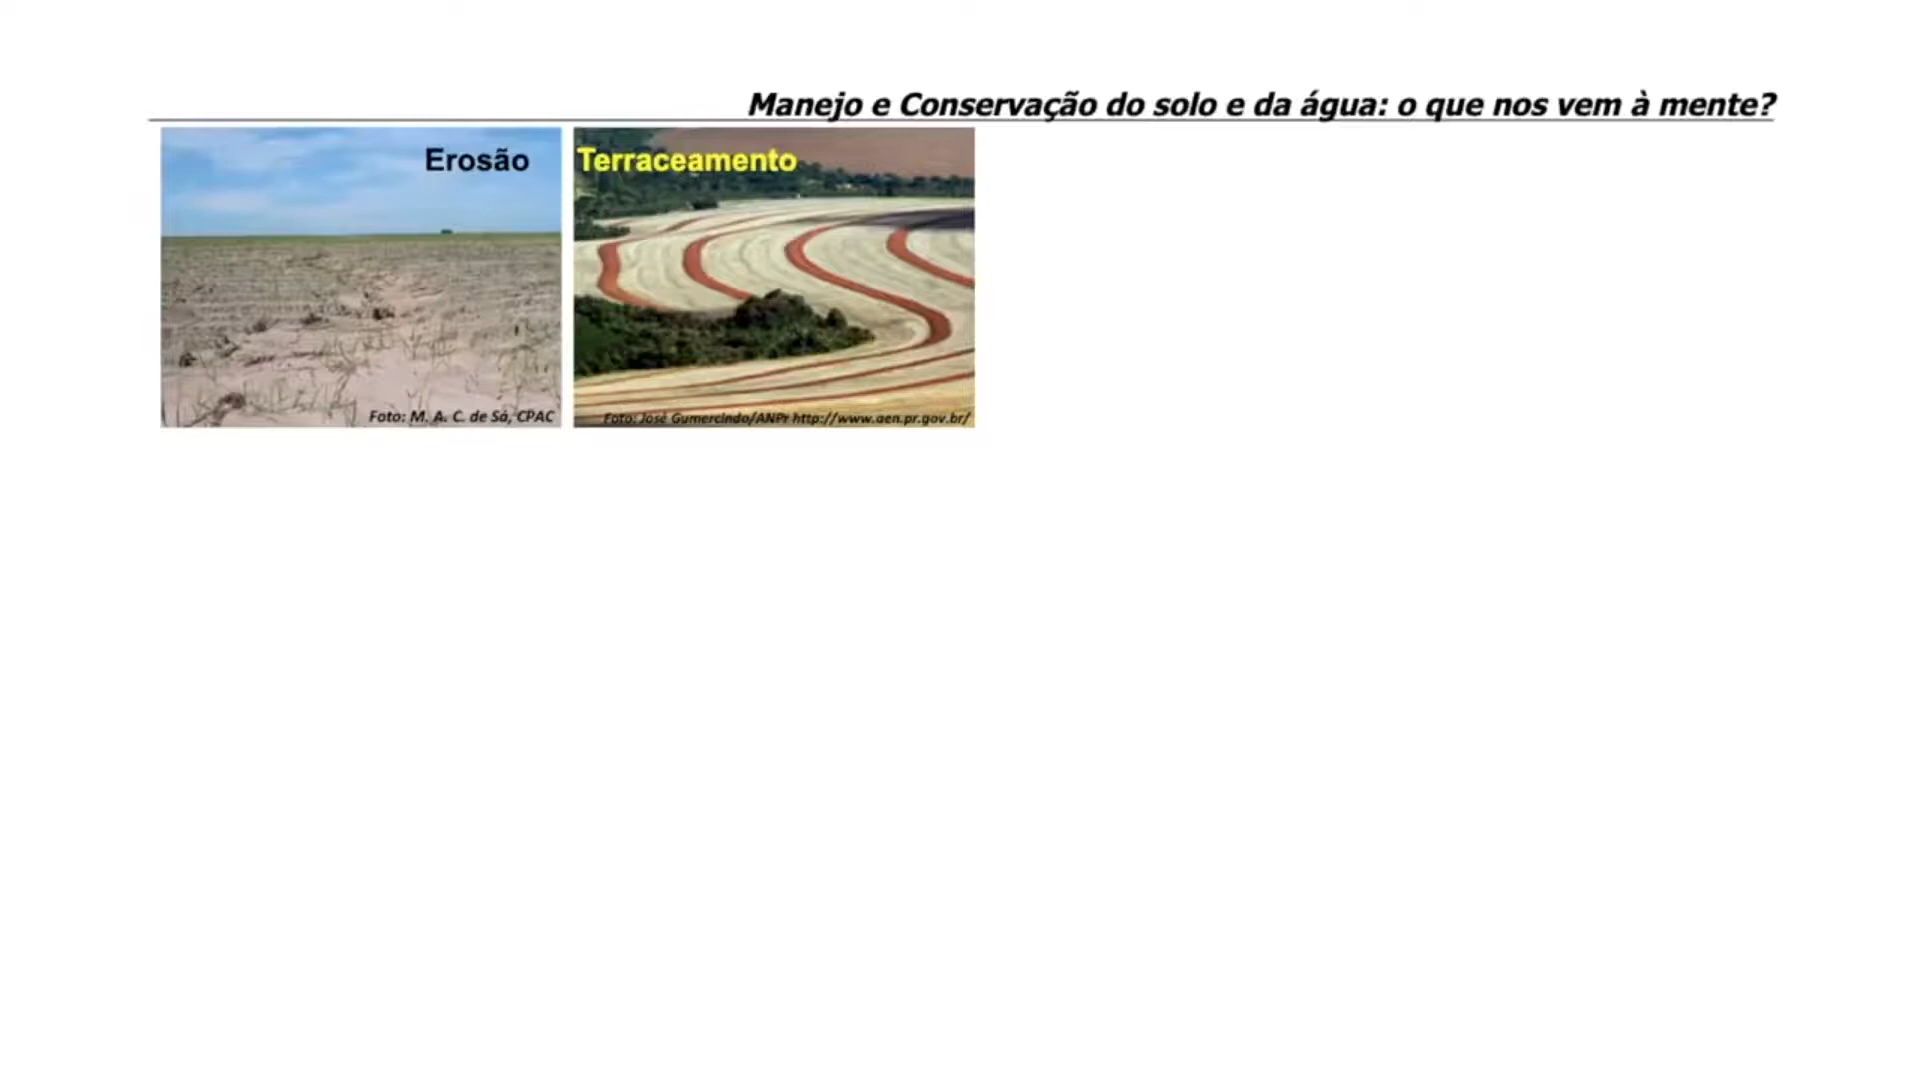 Manejo e Conservação do solo e da água: o que nos vem à mente?
Erosão
Terraceamento
Foto: M. A. C. de Sá, CPAC
Foto: José Gumercindo/ANPr http://www.aen.pr.gov.br/